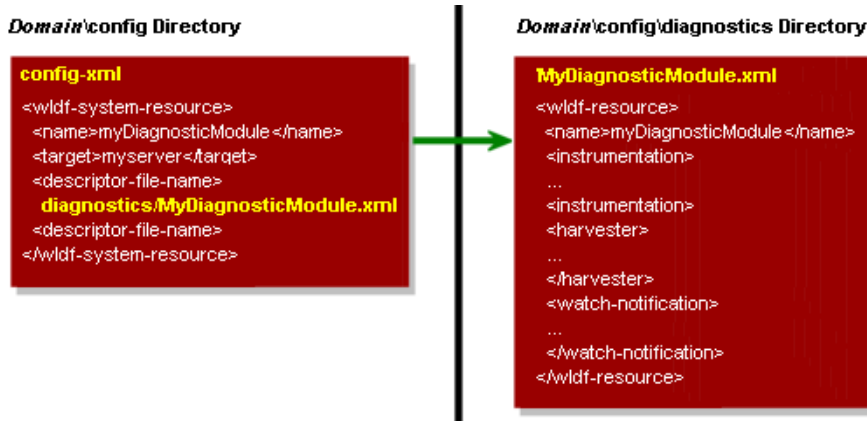 Domain\config Directory
config-xml
<wldf-system-resource>
<name>myDiagnosticModule</name>
<target>myserver</target>
<descriptor-file-name>
diagnostics/MyDiagnosticModule.xml
<descriptor-file-name>
</wldf-system-resource>
Domain\config\diagnostics Directory
MyDiagnosticModule.xml
<wldf-resource>
<name>myDiagnosticModule</name>
<instrumentation>
...
<instrumentation>
<harvester>
...
</harvester>
<watch-notification>
...
</watch-notification>
</wldf-resource>